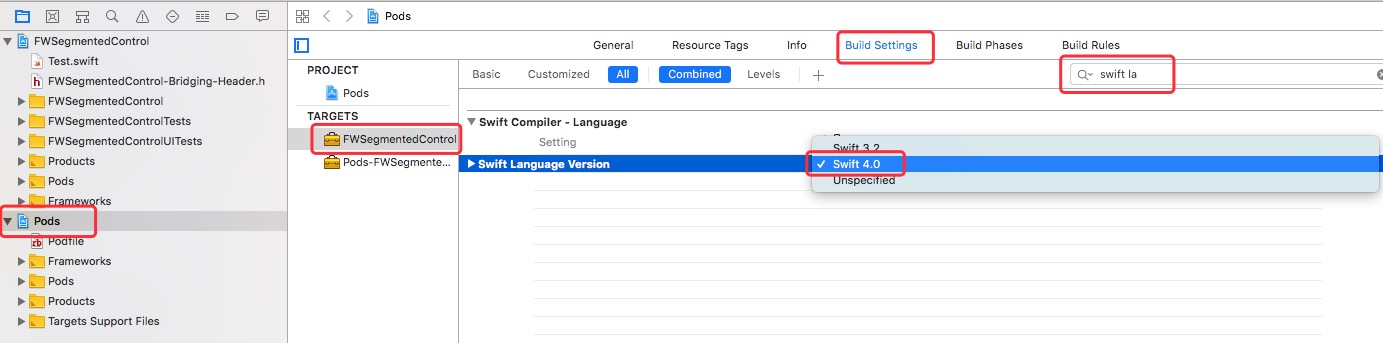 Pods
FWSegmentedControl
Test.swift
FWSegmentedControl-Bridging-Header.h
FWSegmentedControl
FWSegmentedControlTests
FWSegmentedControlUITests
Products
Pods
Frameworks
Pods
Podfile
Frameworks
Pods
Products
Targets Support Files
General Resource Tags Info Build Settings Build Phases Build Rules
PROJECT
Pods
TARGETS
FWSegmentedControl
Pods-FWSegmente...
Basic Customized All Combined Levels +
swift la
Swift Compiler - Language
Setting
Swift Language Version
Swift 3.2
Swift 4.0
Unspecified